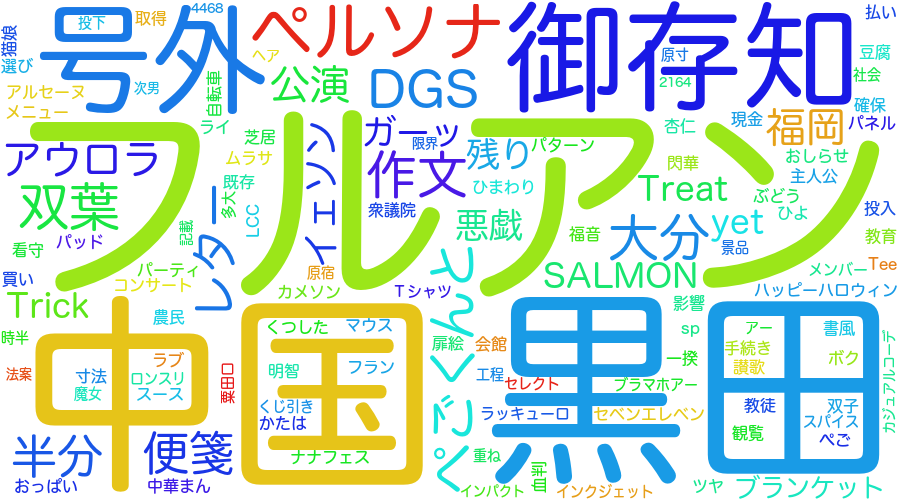 猫娘
投下
取得
4468
号外
ペルソナ
御存知
払い
選び
次男
ヘア
原寸
豆腐
アルセーヌ
自転車
公演
DGS
2164
社会
メニュー
ライ
芝居
ガーッ
残り
パターン
杏仁
現金
福岡
確保
パネル
アウロラ
フルアン
ムラサ
限界
閃華
おしらせ
双葉
既存
多大
イェソン
作文
ひまわり
Treat
主人公
ぶどう
レター
LCC
衆議院
悪戯
大分
yet
ひよ
投入
看守
パッド
記載
福音
景品
教育
買い
パーティ
原宿
てんくごぺ
SALMON
メンバー
Tee
コンサート
カメソン
Tシャツ
ハッピーハロウィン
Trick
農民
影響
時半
中国
くつした
マウス
扉絵
会館
黒田
sp
アー
書風
手続き
一揆
讃歌
ボク
カジュアルコーデ
法案
ラブ
寸法
ロンスリ
魔女
スース
粟田口
明智
フラン
工程
セレクト
ブラマホアー
くじ引き
かたは
ラッキューロ
セベンエレベン
教徒
双子
スパイス
観覧
ぺご
半分
便箋
ナナフェス
重ね
血判
おっぱい
中華まん
インパクト
インクジェット
ツヤ
ブランケット